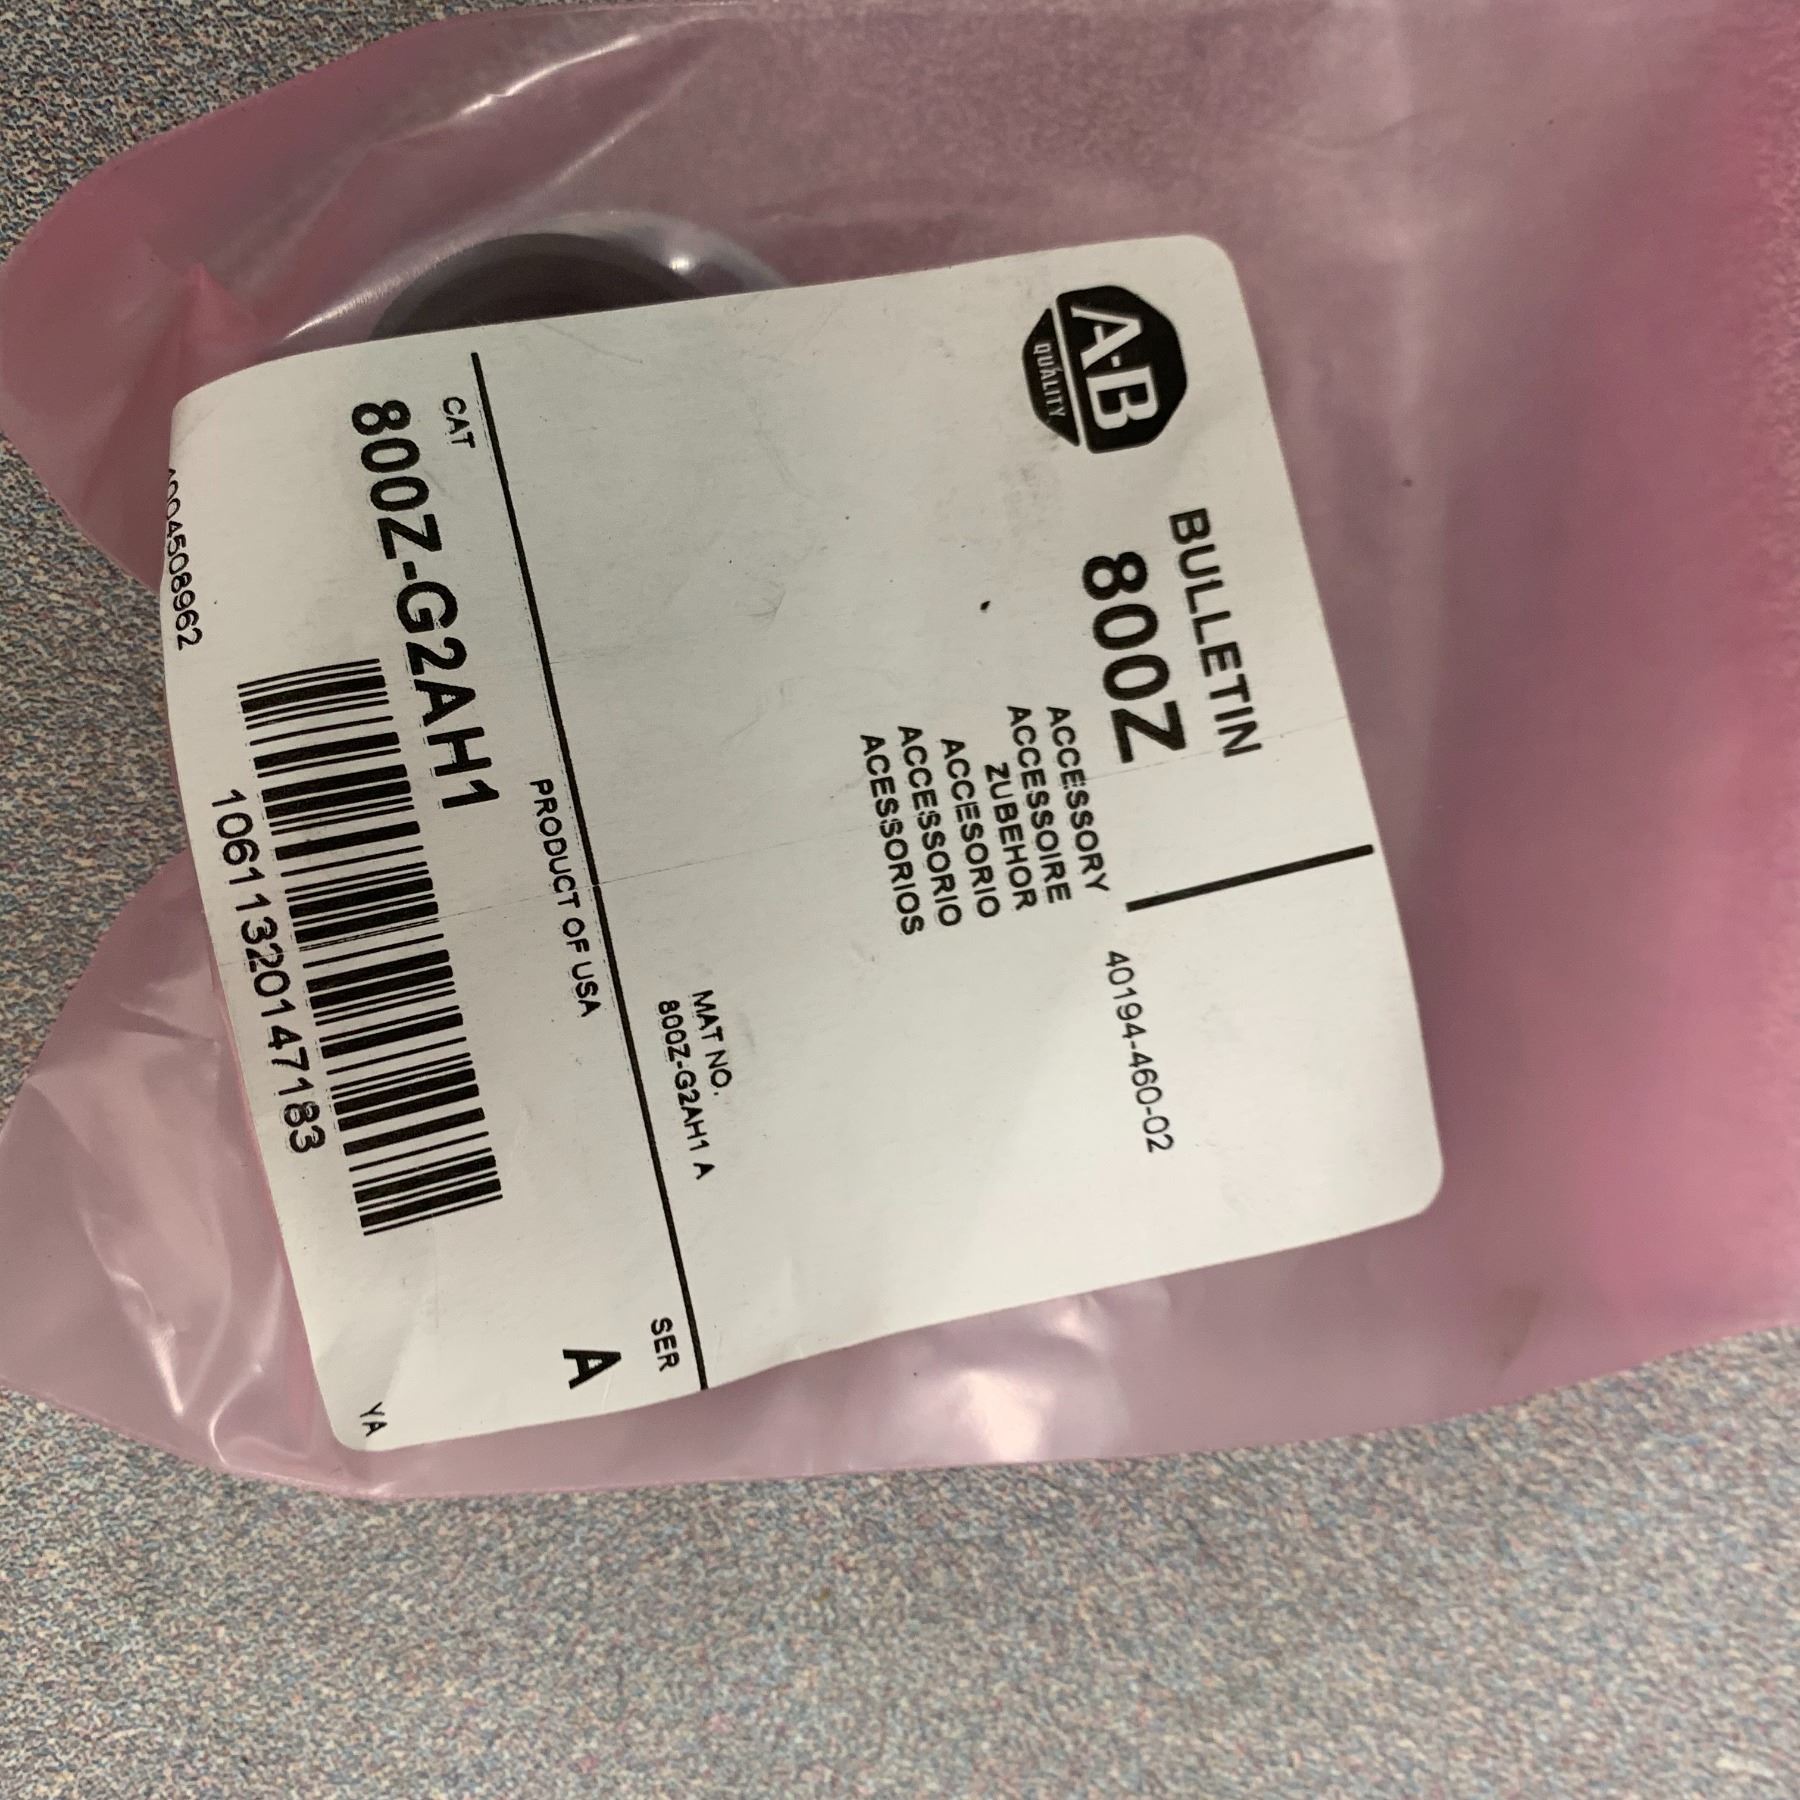 A-B
QUALITY
BULLETIN
800Z
ACCESSORY
ACCESSOIRE
ZUBEHOR
ACCESORIO
ACCESSORIO
ACESSORIOS
40194-460-02
MAT NO.
800Z-G2AH1 A
CAT
PRODUCT OF USA
SER
800Z-G2AH1
A
10611320147183
YA